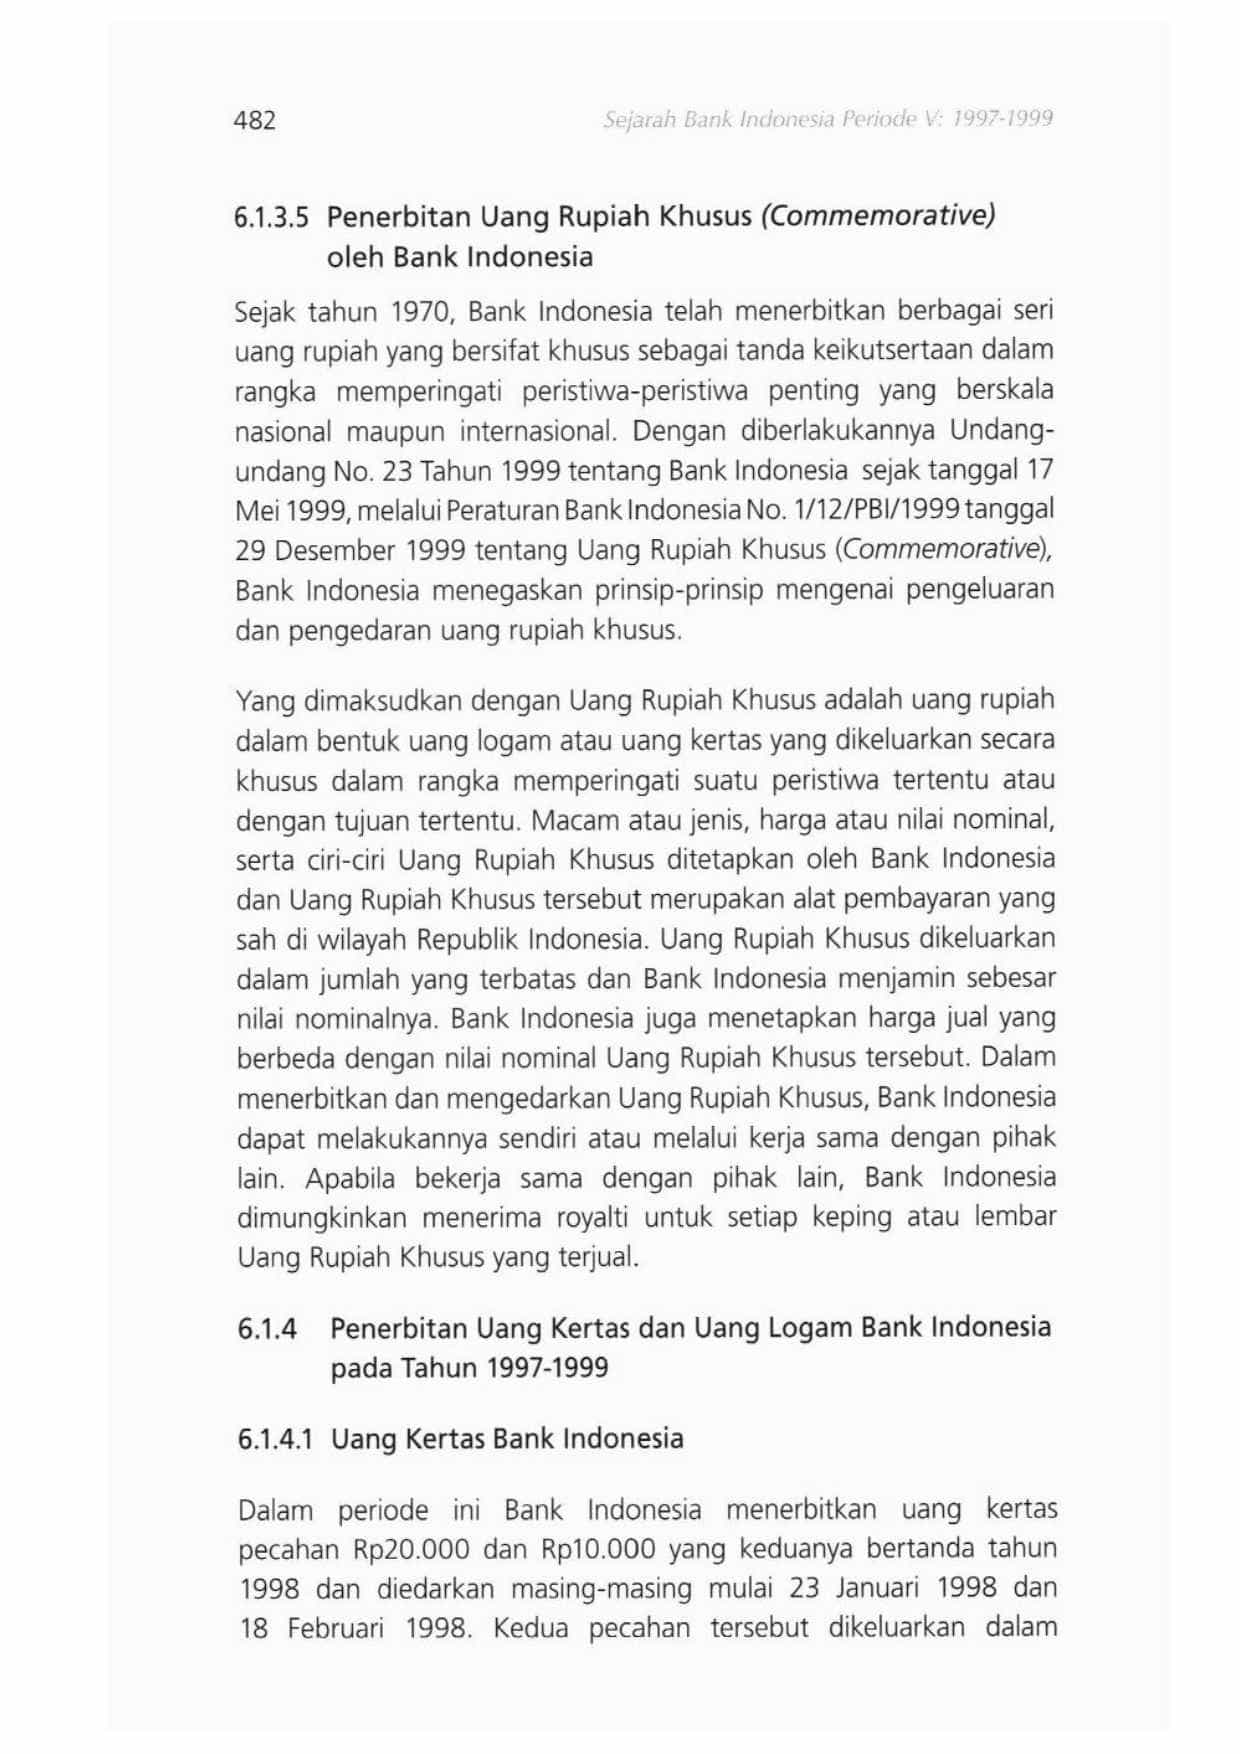 482
Sejarah Bank Indonesia Periode V: 1997-1999
6.1.3.5 Penerbitan Uang Rupiah Khusus (Commemorative)
oleh Bank Indonesia
Sejak tahun 1970, Bank Indonesia telah menerbitkan berbagai seri
uang rupiah yang bersifat khusus sebagai tanda keikutsertaan dalam
rangka memperingati peristiwa-peristiwa penting yang berskala
nasional maupun internasional. Dengan diberlakukannya Undang-
undang No. 23 Tahun 1999 tentang Bank Indonesia sejak tanggal 17
Mei 1999, melalui Peraturan Bank Indonesia No. 1/12/PBI/1999 tanggal
29 Desember 1999 tentang Uang Rupiah Khusus (Commemorative),
Bank Indonesia menegaskan prinsip-prinsip mengenai pengeluaran
dan pengedaran uang rupiah khusus.
Yang dimaksudkan dengan Uang Rupiah Khusus adalah uang rupiah
dalam bentuk uang logam atau uang kertas yang dikeluarkan secara
khusus dalam rangka memperingati suatu peristiwa tertentu atau
dengan tujuan tertentu. Macam atau jenis, harga atau nilai nominal,
serta ciri-ciri Uang Rupiah Khusus ditetapkan oleh Bank Indonesia
dan Uang Rupiah Khusus tersebut merupakan alat pembayaran yang
sah di wilayah Republik Indonesia. Uang Rupiah Khusus dikeluarkan
dalam jumlah yang terbatas dan Bank Indonesia menjamin sebesar
nilai nominalnya. Bank Indonesia juga menetapkan harga jual yang
berbeda dengan nilai nominal Uang Rupiah Khusus tersebut. Dalam
menerbitkan dan mengedarkan Uang Rupiah Khusus, Bank Indonesia
dapat melakukannya sendiri atau melalui kerja sama dengan pihak
lain. Apabila bekerja sama dengan pihak lain, Bank Indonesia
dimungkinkan menerima royalti untuk setiap keping atau lembar
Uang Rupiah Khusus yang terjual.
6.1.4 Penerbitan Uang Kertas dan Uang Logam Bank Indonesia
pada Tahun 1997-1999
6.1.4.1 Uang Kertas Bank Indonesia
Dalam periode ini Bank Indonesia menerbitkan uang kertas
pecahan Rp20.000 dan Rp10.000 yang keduanya bertanda tahun
1998 dan diedarkan masing-masing mulai 23 Januari 1998 dan
18 Februari 1998. Kedua pecahan tersebut dikeluarkan dalam